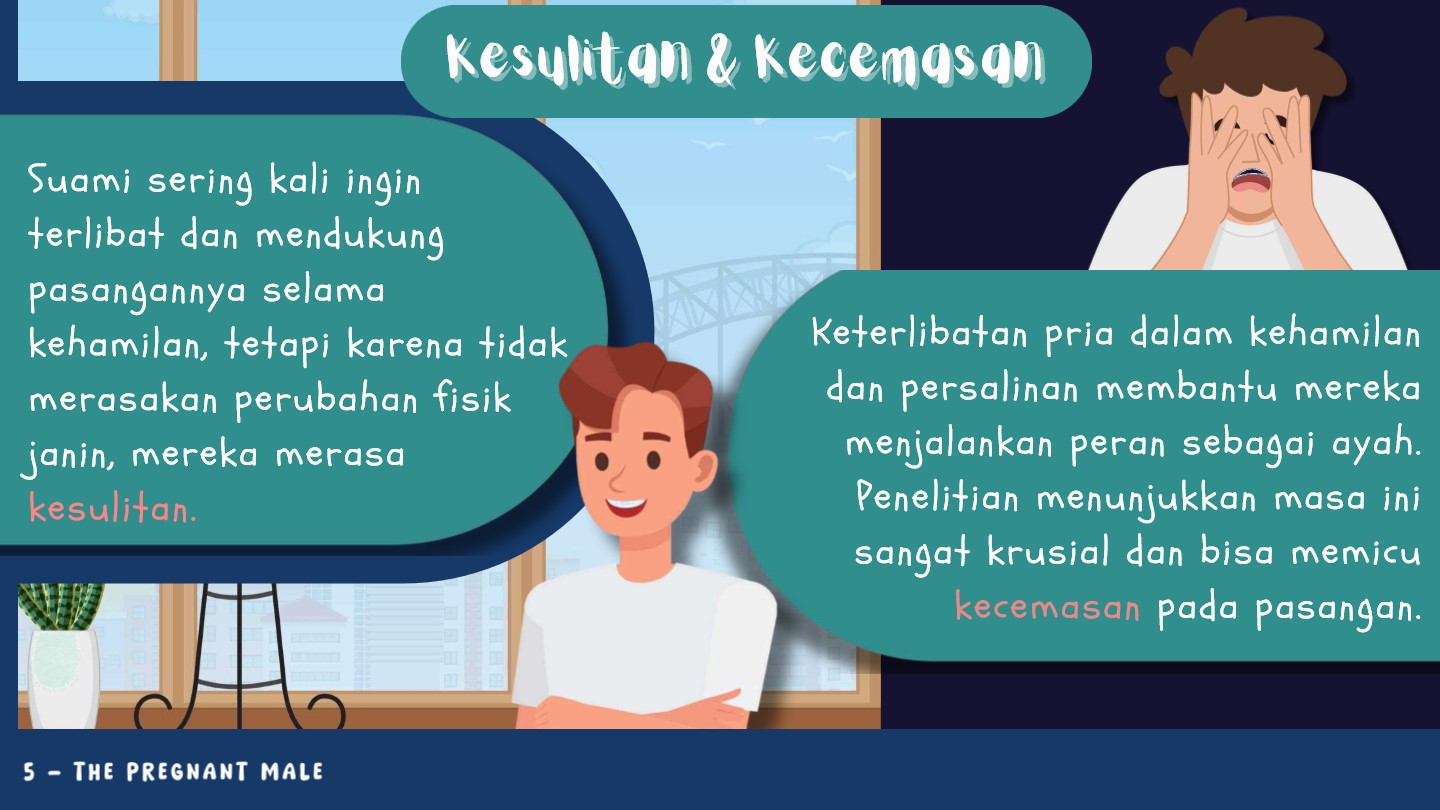 Kesulitan & Kecemasan
Suami sering kali ingin
terlibat dan mendukung
pasangannya selama
kehamilan, tetapi karena tidak
merasakan perubahan fisik
janin, mereka merasa
kesulitan.
Keterlibatan pria dalam kehamilan
dan persalinan membantu mereka
menjalankan peran sebagai ayah.
Penelitian menunjukkan masa ini
sangat krusial dan bisa memicu
kecemasan pada pasangan.
5 - THE PREGNANT MALE